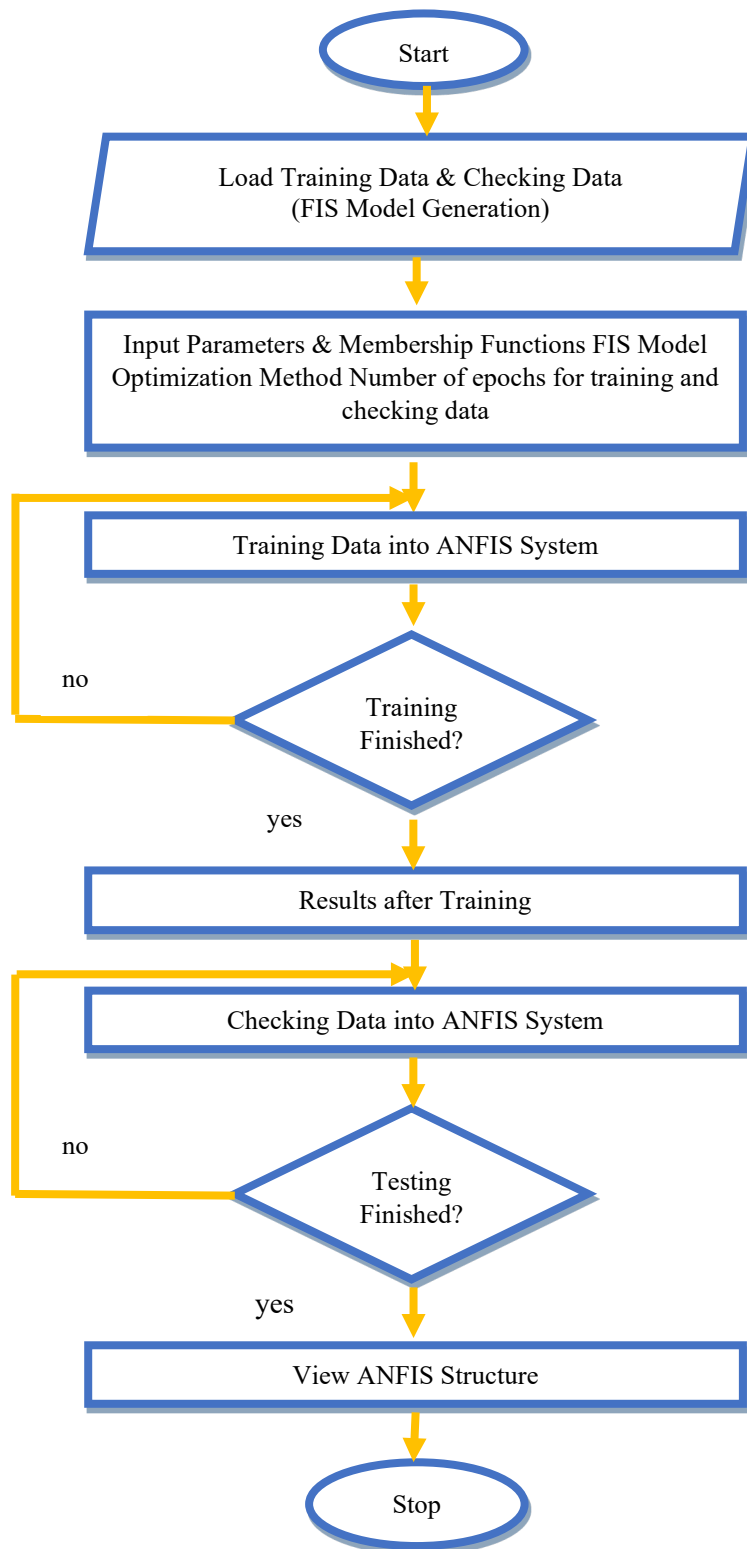 Start
Load Training Data & Checking Data
(FIS Model Generation)
Input Parameters & Membership Functions FIS Model
Optimization Method Number of epochs for training and
checking data
Training Data into ANFIS System
no
Training
Finished?
yes
Results after Training
Checking Data into ANFIS System
no
Testing
Finished?
yes
View ANFIS Structure
Stop